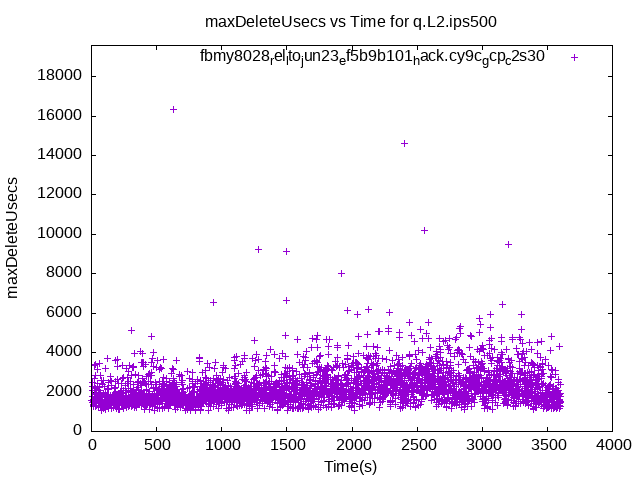 maxDeleteUsecs vs Time for q.L2.ips500
fbmy8028relitojun23ef5b9b101hack.cy9cgcpc2s30
18000
16000
14000
12000
10000
8000
6000
4000
2000
0
maxDeleteUsecs
0 500 1000 1500 2000 2500 3000 3500 4000
Time(s)